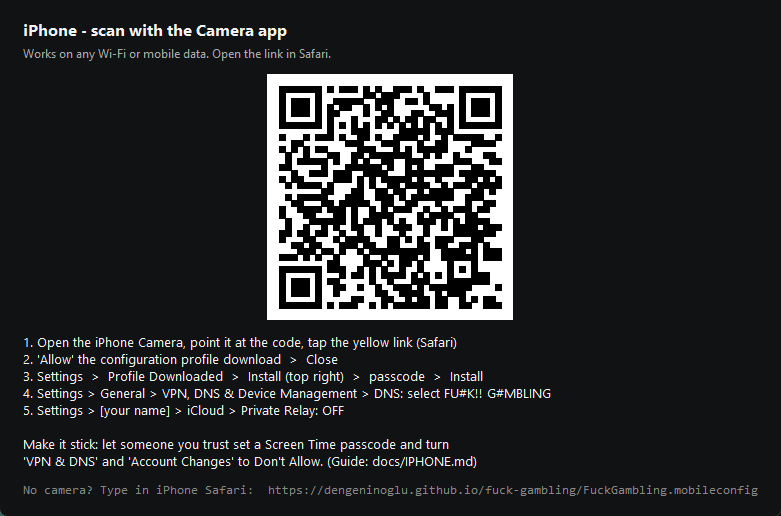 iPhone - scan with the Camera app
Works on any Wi-Fi or mobile data. Open the link in Safari.
1. Open the iPhone Camera, point it at the code, tap the yellow link (Safari)
2. 'Allow' the configuration profile download > Close
3. Settings > Profile Downloaded > Install (top right) > passcode > Install
4. Settings > General > VPN, DNS & Device Management > DNS: select FU#K!! G#MBLING
5. Settings > [your name] > iCloud > Private Relay: OFF
Make it stick: let someone you trust set a Screen Time passcode and turn
'VPN & DNS' and 'Account Changes' to Don't Allow. (Guide: docs/IPHONE.md)
No camera? Type in iPhone Safari: https://dengeninoglu.github.io/fuck-gambling/FuckGambling.mobileconfig